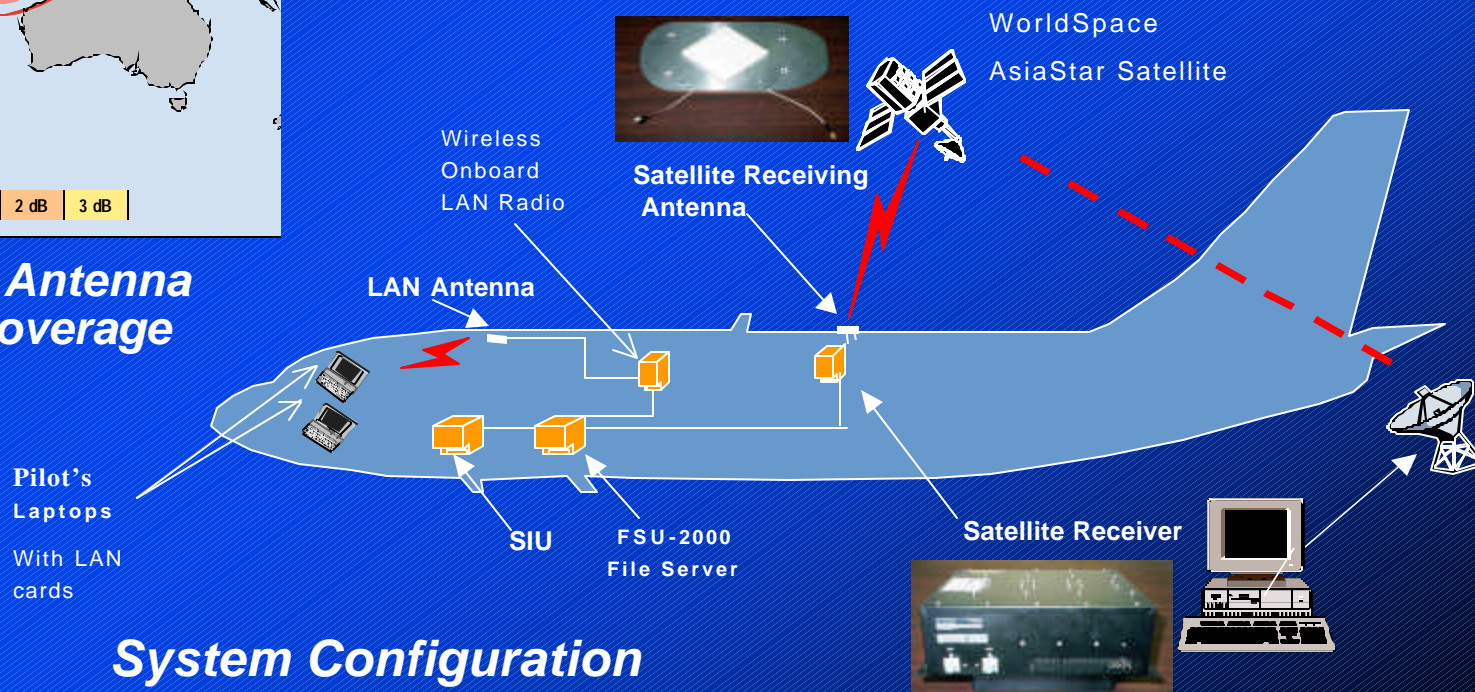 WorldSpace
AsiaStar Satellite
Wireless
Onboard
LAN Radio
Satellite Receiving
Antenna
2 dB 3 dB
Antenna
overage
LAN Antenna
Pilot's
Laptops
With LAN
cards
SIU
FSU-2000
File Server
Satellite Receiver
System Configuration